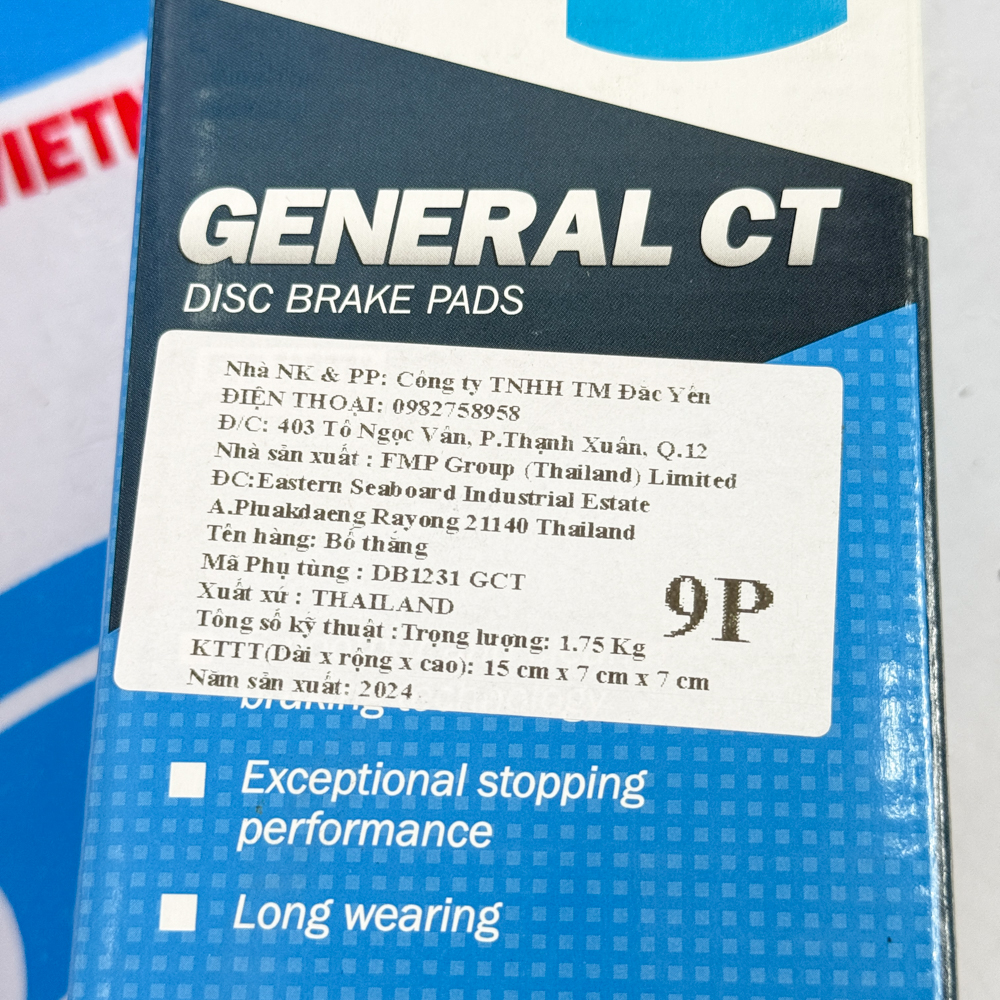 GENERAL CT
DISC BRAKE PADS
Nhà NK & PP: Công ty TNHH TM Đăc Yến
ĐIỆN THOẠI: 0982758958
Đ/C: 403 Tô Ngọc Vân, P.Thạnh Xuân, Q.12
Nhà sản xuất : FMP Group (Thailand) Limited
ĐC:Eastern Seaboard Industrial Estate
A.Pluakdaeng Rayong 21140 Thailand
Tên hàng: Bố thắng
Mã Phụ tùng : DB1231 GCT
Xuất xứ : THAILAND
9P
Tông số kỹ thuật :Trọng lượng: 1.75 Kg
KTTT(Dài x rộng x cao): 15 cm x 7 cm x 7 cm
Năm sản xuất: 2024
braking technology
Exceptional stopping
performance
Long wearing